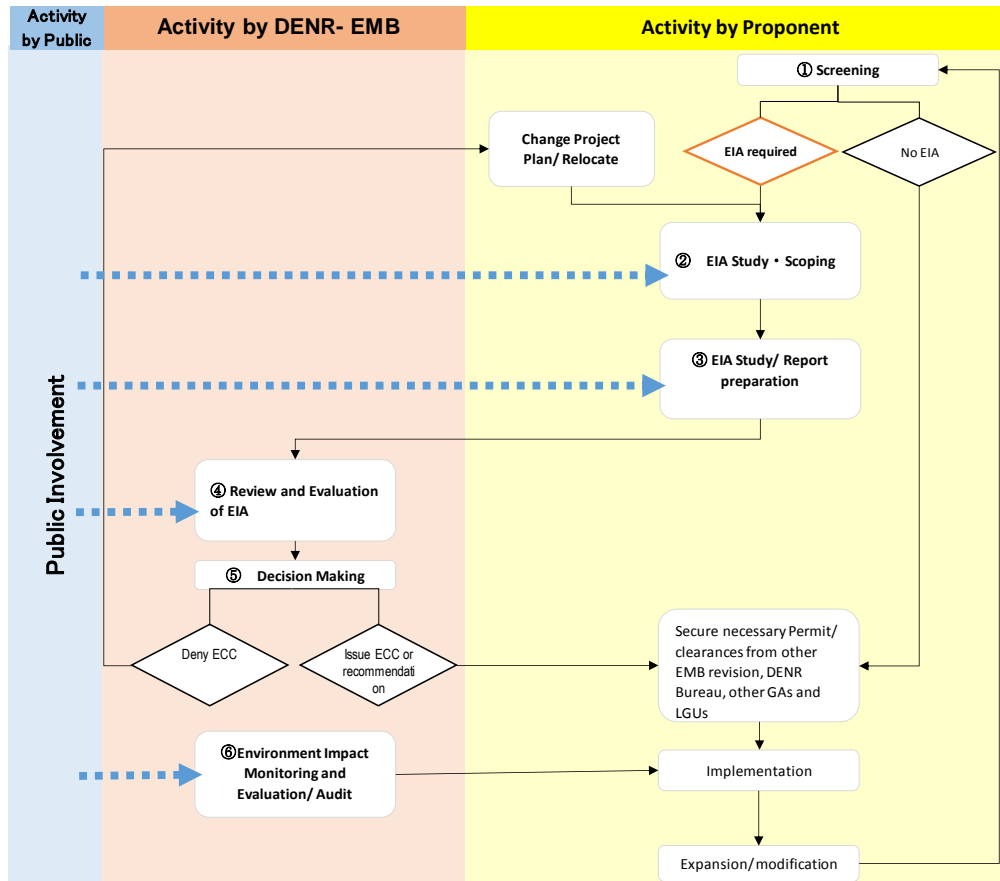 Activity
by Public
Activity by DENR- EMB
Activity by Proponent
① Screening
Change Project
Plan/ Relocate
EIA required
No EIA
② EIA Study・Scoping
③ EIA Study/ Report
preparation
Public Involvement
④ Review and Evaluation
of EIA
⑤ Decision Making
Deny ECC
Issue ECC or
recommendati
on
Secure necessary Permit/
clearances from other
EMB revision, DENR
Bureau, other GAs and
LGUs
⑥Environment Impact
Monitoring and
Evaluation/ Audit
Implementation
Expansion/modification